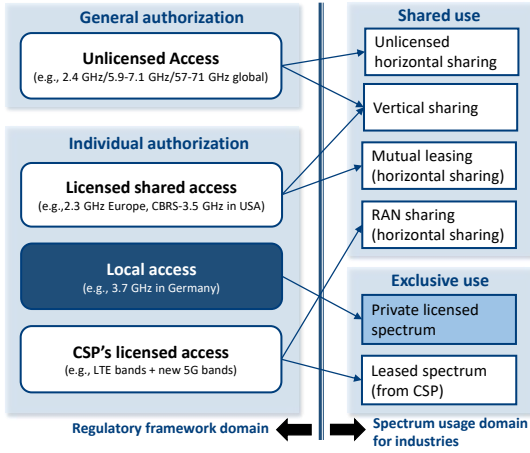 General authorization
Unlicensed Access
(e.g., 2.4 GHz/5.9-7.1 GHz/57-71 GHz global)
Individual authorization
Licensed shared access
(e.g.,2.3 GHz Europe, CBRS-3.5 GHz in USA)
Local access
(e.g., 3.7 GHz in Germany)
CSP's licensed access
(e.g., LTE bands + new 5G bands)
Regulatory framework domain
Shared use
Unlicensed
horizontal sharing
Vertical sharing
Mutual leasing
(horizontal sharing)
RAN sharing
(horizontal sharing)
Exclusive use
Private licensed
spectrum
Leased spectrum
(from CSP)
Spectrum usage domain
for industries